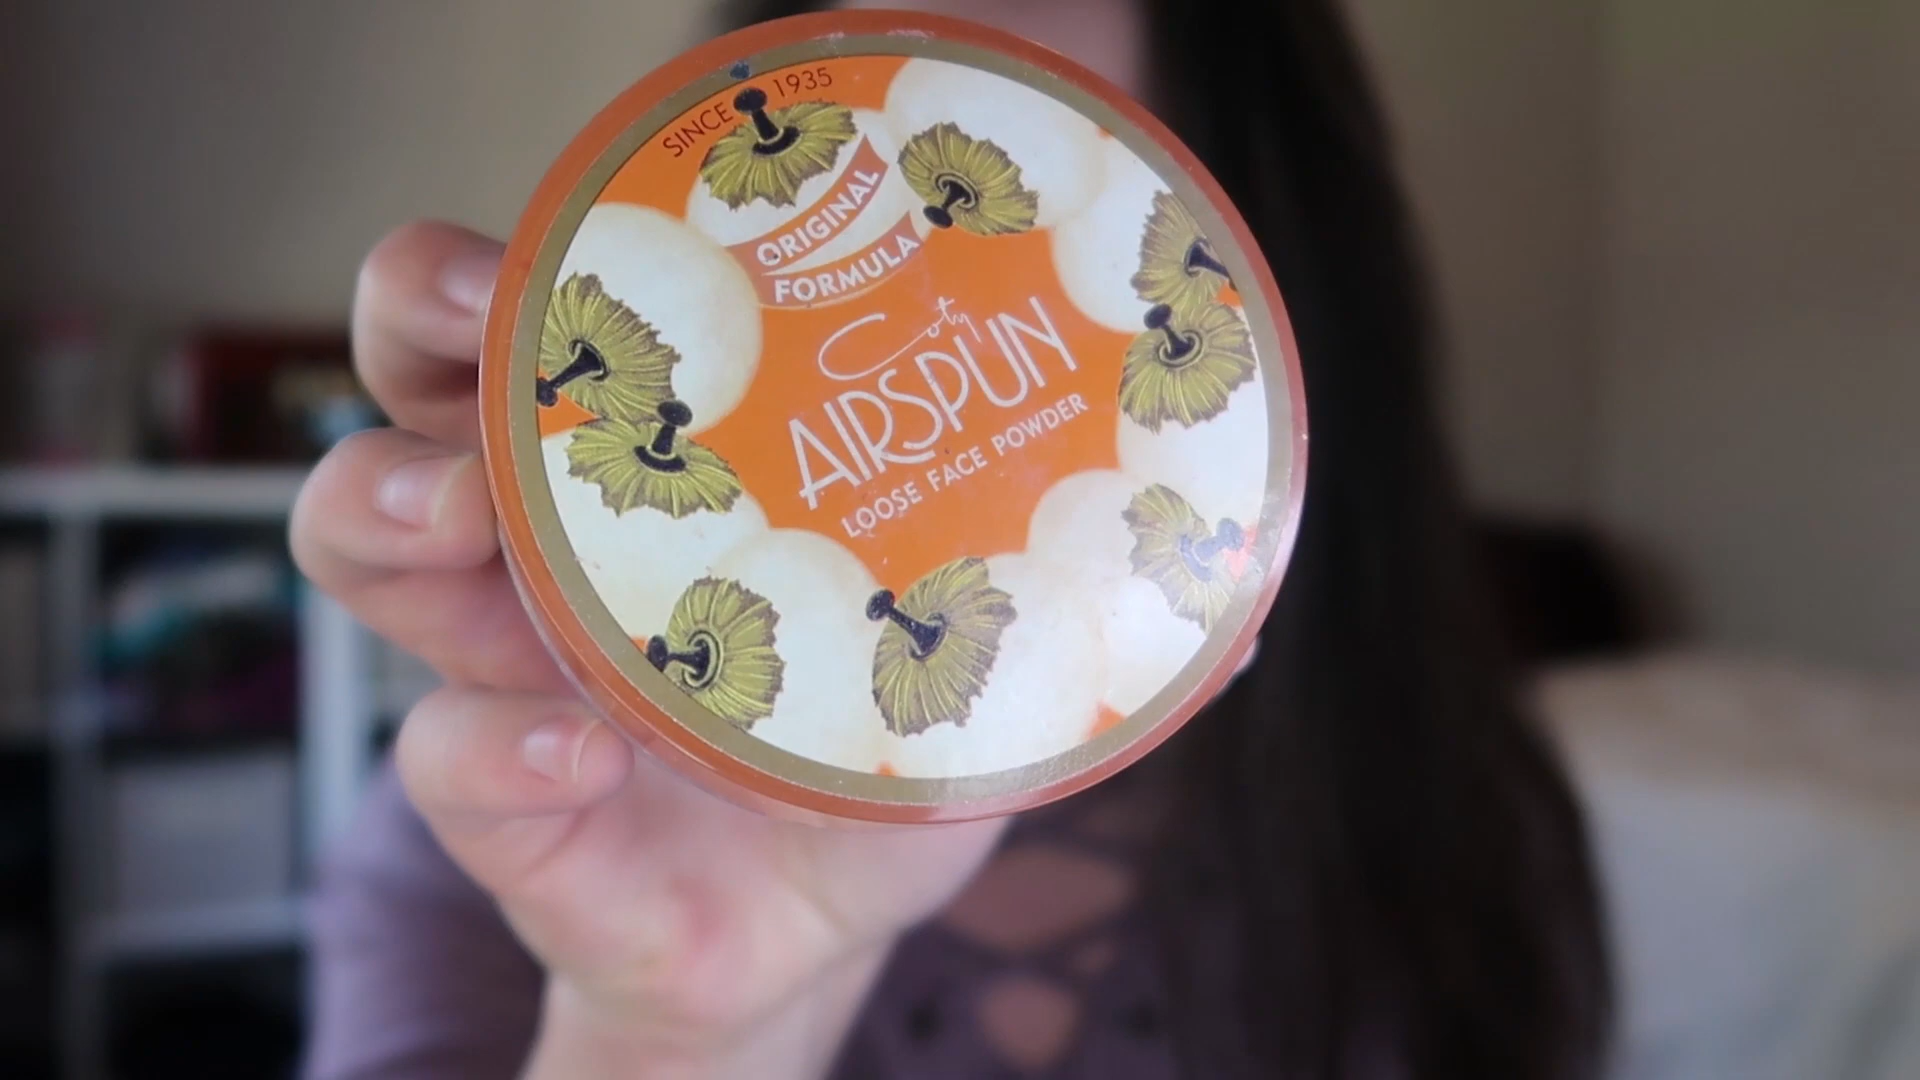 SINCE 1935
ORIGINAL
FORMULA
Coty
AIRSPUN
LOOSE FACE POWDER